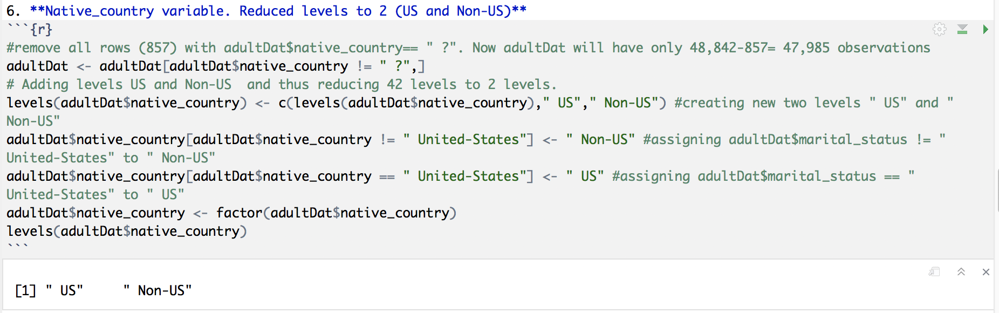 6. **Native_country variable. Reduced levels to 2 (US and Non-US)**
```{r}
#remove all rows (857) with adultDat$native_country== " ?". Now adultDat will have only 48,842-857= 47,985 observations
adultDat <- adultDat[adultDat$native_country != " ?",]
# Adding levels US and Non-US  and thus reducing 42 levels to 2 levels.
levels(adultDat$native_country) <- c(levels(adultDat$native_country)," US"," Non-US") #creating new two levels " US" and "
Non-US"
adultDat$native_country[adultDat$native_country != " United-States"] <- " Non-US" #assigning adultDat$marital_status != "
United-States" to " Non-US"
adultDat$native_country[adultDat$native_country == " United-States"] <- " US" #assigning adultDat$marital_status == "
United-States" to " US"
adultDat$native_country <- factor(adultDat$native_country)
levels(adultDat$native_country)
```
[1] " US"     " Non-US"